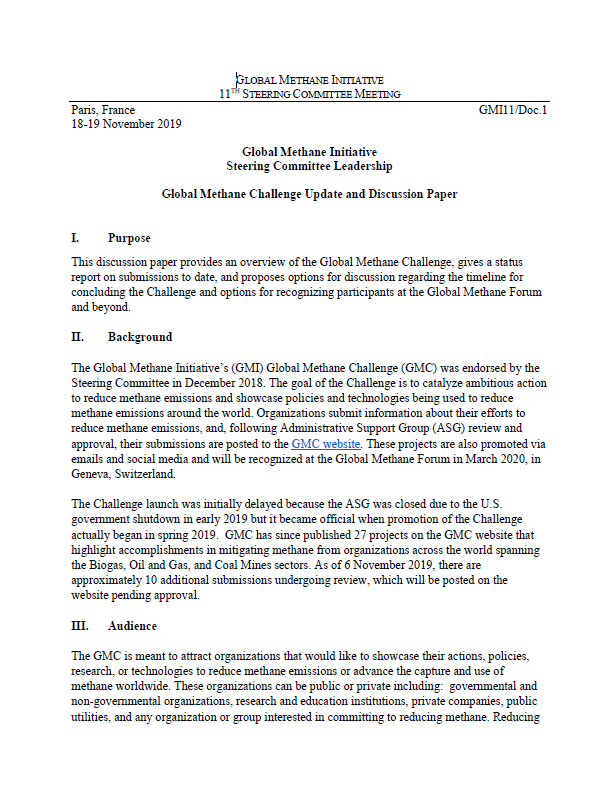 GLOBAL METHANE INITIATIVE
11TH STEERING COMMITTEE MEETING
Paris, France GMI11/Doc.1
18-19 November 2019
Global Methane Initiative
Steering Committee Leadership
Global Methane Challenge Update and Discussion Paper
I. Purpose
This discussion paper provides an overview of the Global Methane Challenge, gives a status
report on submissions to date, and proposes options for discussion regarding the timeline for
concluding the Challenge and options for recognizing participants at the Global Methane Forum
and beyond.
II. Background
The Global Methane Initiative's (GMI) Global Methane Challenge (GMC) was endorsed by the
Steering Committee in December 2018. The goal of the Challenge is to catalyze ambitious action
to reduce methane emissions and showcase policies and technologies being used to reduce
methane emissions around the world. Organizations submit information about their efforts to
reduce methane emissions, and, following Administrative Support Group (ASG) review and
approval, their submissions are posted to the GMC website. These projects are also promoted via
emails and social media and will be recognized at the Global Methane Forum in March 2020, in
Geneva, Switzerland.
The Challenge launch was initially delayed because the ASG was closed due to the U.S.
government shutdown in early 2019 but it became official when promotion of the Challenge
actually began in spring 2019. GMC has since published 27 projects on the GMC website that
highlight accomplishments in mitigating methane from organizations across the world spanning
the Biogas, Oil and Gas, and Coal Mines sectors. As of 6 November 2019, there are
approximately 10 additional submissions undergoing review, which will be posted on the
website pending approval.
III. Audience
The GMC is meant to attract organizations that would like to showcase their actions, policies,
research, or technologies to reduce methane emissions or advance the capture and use of
methane worldwide. These organizations can be public or private including: governmental and
non-governmental organizations, research and education institutions, private companies, public
utilities, and any organization or group interested in committing to reducing methane. Reducing